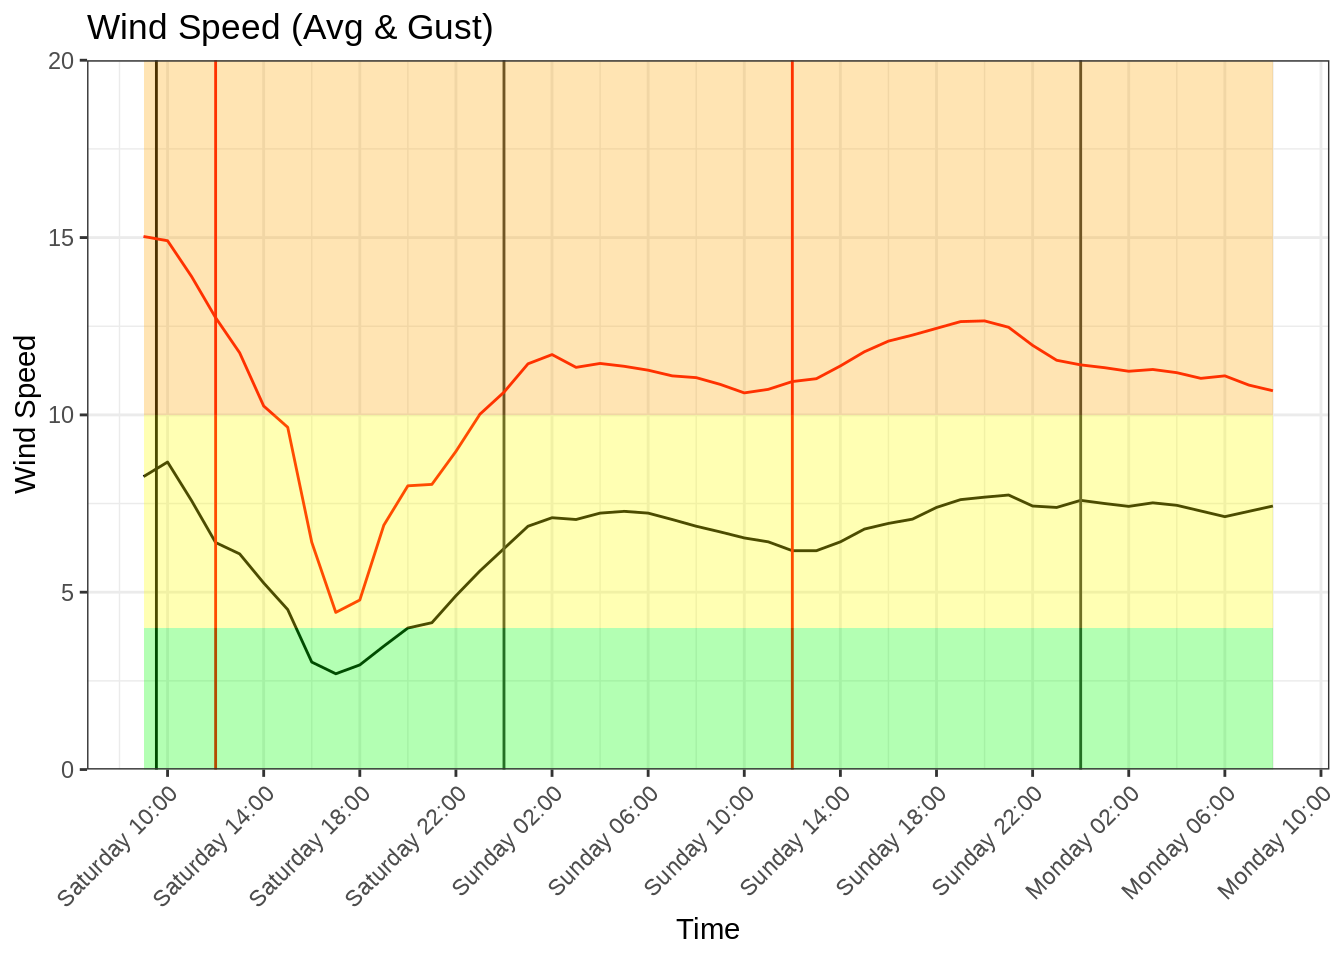 Wind Speed (Avg & Gust)
20
15
10
5
0
Wind Speed
Saturday 10:00
Saturday 14:00
Saturday 18:00
Saturday 22:00
Sunday 02:00
Sunday 06:00
Sunday 10:00
Sunday 14:00
Sunday 18:00
Sunday 22:00
Monday 02:00
Monday 06:00
Monday 10:00
Time